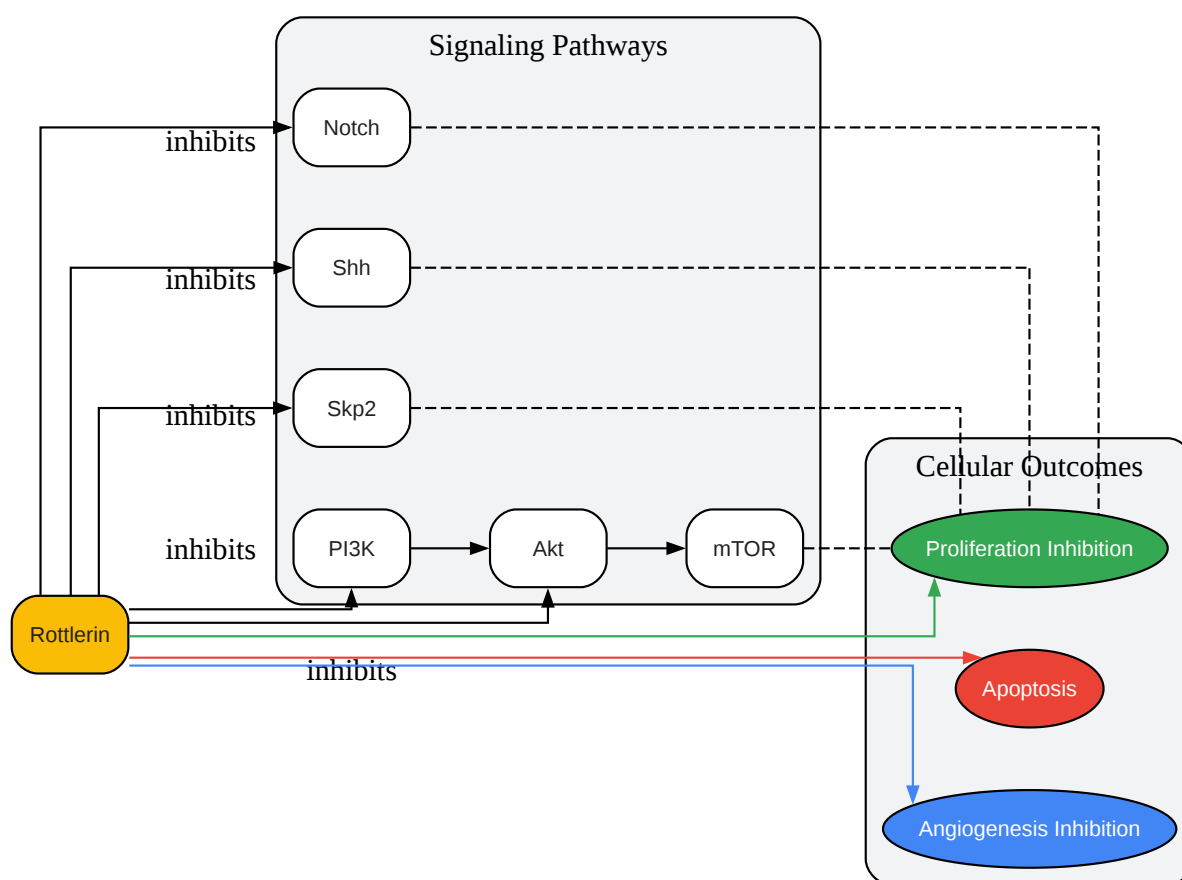 Signaling Pathways
Notch
inhibits
Shh
inhibits
Skp2
inhibits
Cellular Outcomes
inhibits
PI3K
Akt
mTOR
Proliferation Inhibition
Rottlerin
inhibits
Apoptosis
Angiogenesis Inhibition